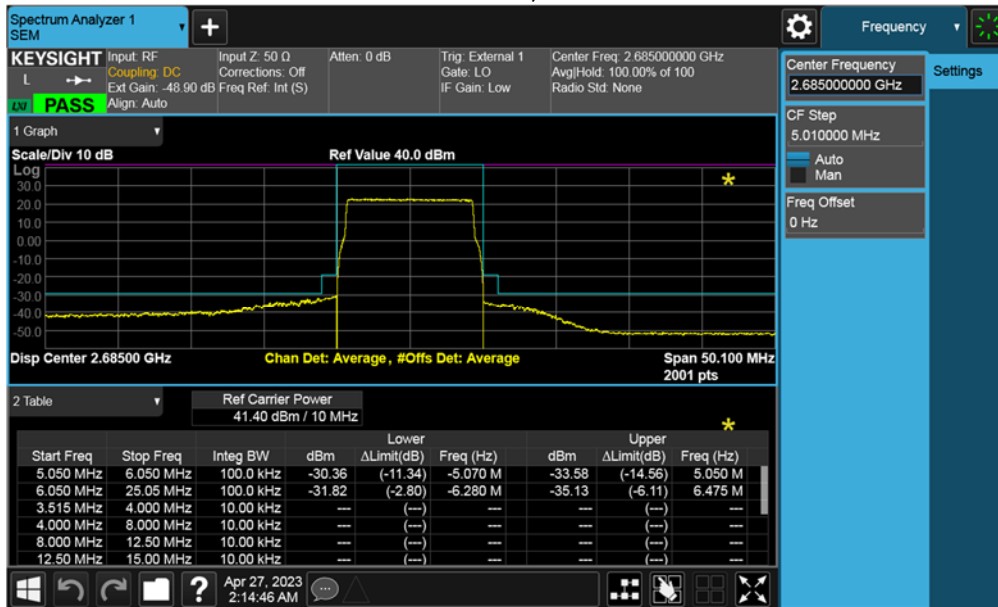 Spectrum Analyzer 1
SEM
Frequency
KEYSIGHT Input: RF Input Z: 50 Ω Atten: 0 dB Trig: External 1 Center Freq: 2.685000000 GHz
L Coupling: DC Corrections: Off Gate: LO Avg|Hold: 100.00% of 100
Ext Gain: -48.90 dB Freq Ref: Int (S) IF Gain: Low Radio Std: None
LXI PASS Align: Auto
Center Frequency
2.685000000 GHz
Settings
CF Step
5.010000 MHz
Auto
Man
Freq Offset
0 Hz
1 Graph
Scale/Div 10 dB Ref Value 40.0 dBm
Log
30.0
20.0
10.0
0.00
-10.0
-20.0
-30.0
-40.0
-50.0
Disp Center 2.68500 GHz Chan Det: Average, #Offs Det: Average Span 50.100 MHz
2001 pts
2 Table Ref Carrier Power
41.40 dBm / 10 MHz
Lower Upper
Start Freq Stop Freq Integ BW dBm ΔLimit(dB) Freq (Hz) dBm ΔLimit(dB) Freq (Hz)
5.050 MHz 6.050 MHz 100.0 kHz -30.36 (-11.34) -5.070 M -33.58 (-14.56) 5.050 M
6.050 MHz 25.05 MHz 100.0 kHz -31.82 (-2.80) -6.280 M -35.13 (-6.11) 6.475 M
3.515 MHz 4.000 MHz 10.00 kHz --- (---) --- --- (---) ---
4.000 MHz 8.000 MHz 10.00 kHz --- (---) --- --- (---) ---
8.000 MHz 12.50 MHz 10.00 kHz --- (---) --- --- (---) ---
12.50 MHz 15.00 MHz 10.00 kHz --- (---) --- --- (---) ---
Apr 27, 2023
2:14:46 AM